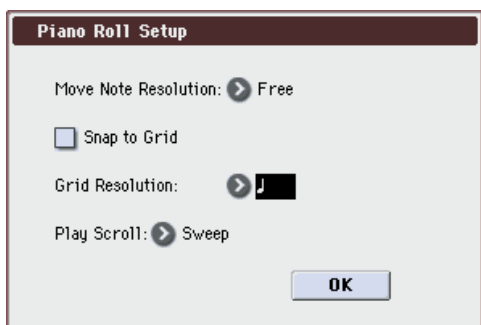 Piano Roll Setup
Move Note Resolution: Free
Snap to Grid
Grid Resolution: ♩
Play Scroll: Sweep
OK